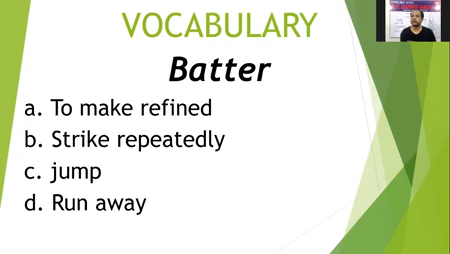 VOCABULARY
Batter
a. To make refined
b. Strike repeatedly
c. jump
d. Run away